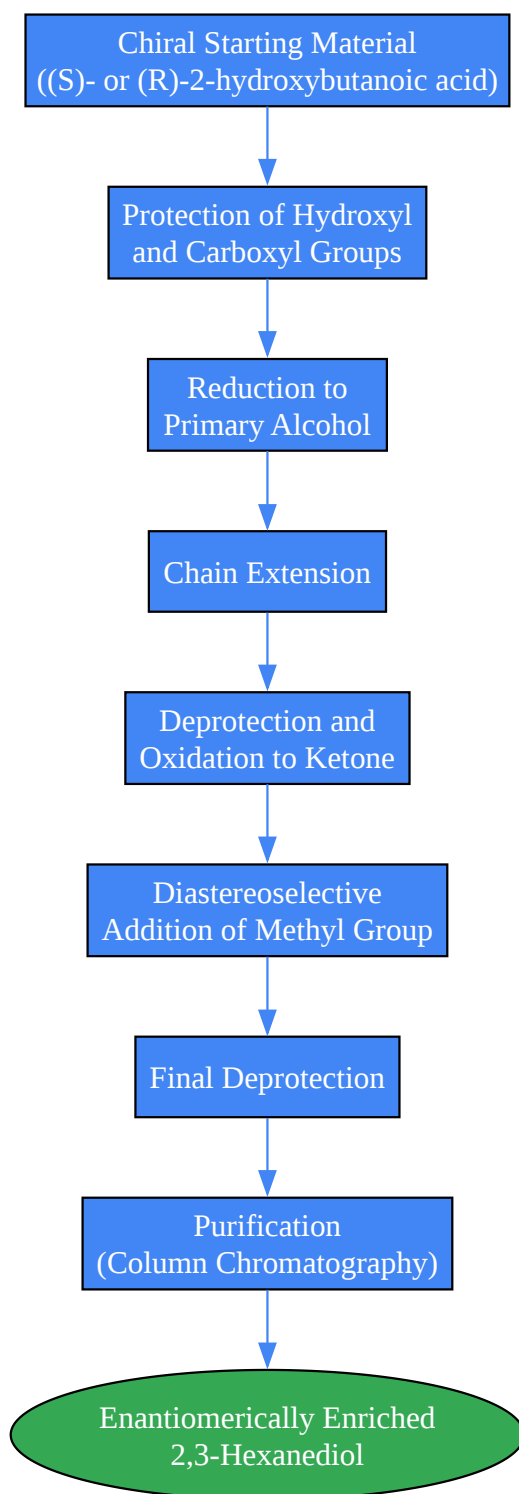 Chiral Starting Material
((S)- or (R)-2-hydroxybutanoic acid)
Protection of Hydroxyl
and Carboxyl Groups
Reduction to
Primary Alcohol
Chain Extension
Deprotection and
Oxidation to Ketone
Diastereoselective
Addition of Methyl Group
Final Deprotection
Purification
(Column Chromatography)
Enantiomerically Enriched
2,3-Hexanediol